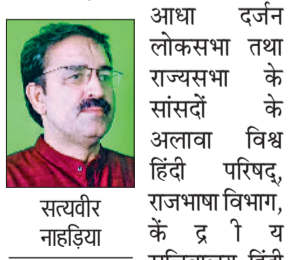 आधा दर्जन
लोकसभा तथा
राज्यसभा के
सांसदों के
अलावा विश्व
हिंदी परिषद्,
राजभाषा विभाग,
कें द्र ी य
सत्यवीर
नाहड़िया